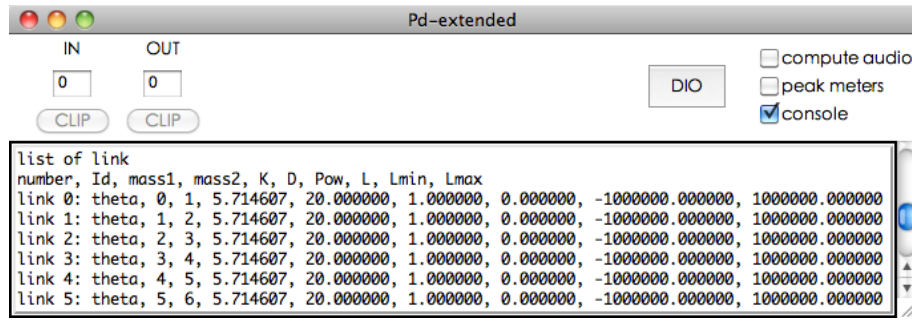 Pd-extended
IN OUT
0 0
CLIP CLIP
DIO
compute audio
peak meters
console
list of link
number, Id, mass1, mass2, K, D, Pow, L, Lmin, Lmax
link 0: theta, 0, 1, 5.714607, 20.000000, 1.000000, 0.000000, -1000000.000000, 1000000.000000
link 1: theta, 1, 2, 5.714607, 20.000000, 1.000000, 0.000000, -1000000.000000, 1000000.000000
link 2: theta, 2, 3, 5.714607, 20.000000, 1.000000, 0.000000, -1000000.000000, 1000000.000000
link 3: theta, 3, 4, 5.714607, 20.000000, 1.000000, 0.000000, -1000000.000000, 1000000.000000
link 4: theta, 4, 5, 5.714607, 20.000000, 1.000000, 0.000000, -1000000.000000, 1000000.000000
link 5: theta, 5, 6, 5.714607, 20.000000, 1.000000, 0.000000, -1000000.000000, 1000000.000000